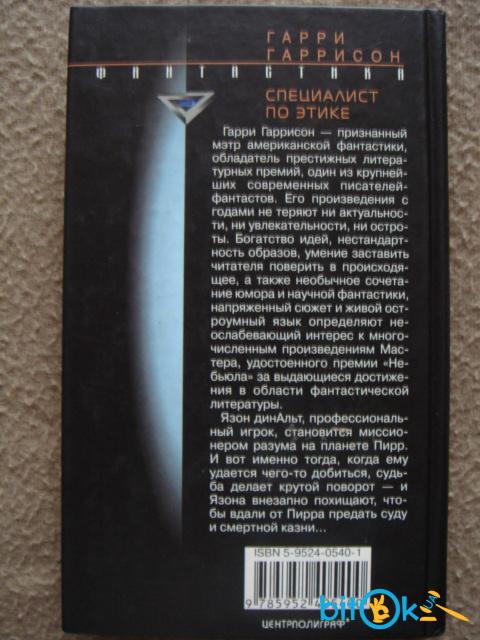 ГАРРИ
ГАРРИСОН
ФАНТАСТИКА
СПЕЦИАЛИСТ
ПО ЭТИКЕ
Гарри Гаррисон — признанный
мэтр американской фантастики,
обладатель престижных литера-
турных премий, один из крупней-
ших современных писателей-
фантастов. Его произведения с
годами не теряют ни актуальнос-
ти, ни увлекательности, ни остро-
ты. Богатство идей, нестандарт-
ность образов, умение заставить
читателя поверить в происходя-
щее, а также необычное сочета-
ние юмора и научной фантастики,
напряженный сюжет и живой ост-
роумный язык определяют не-
ослабевающий интерес к много-
численным произведениям Мас-
тера, удостоенного премии «Не-
бьюла» за выдающиеся достиже-
ния в области фантастической
литературы.
Язон динАльт, профессиональ-
ный игрок, становится миссио-
нером разума на планете Пирр.
И вот именно тогда, когда ему
удается чего-то добиться, судь-
ба делает крутой поворот — и
Язона внезапно похищают, что-
бы вдали от Пирра предать суду
и смертной казни...
ISBN 5-9524-0540-1
9 785952
ЦЕНТРПОЛИГРАФ
bitOk
UA